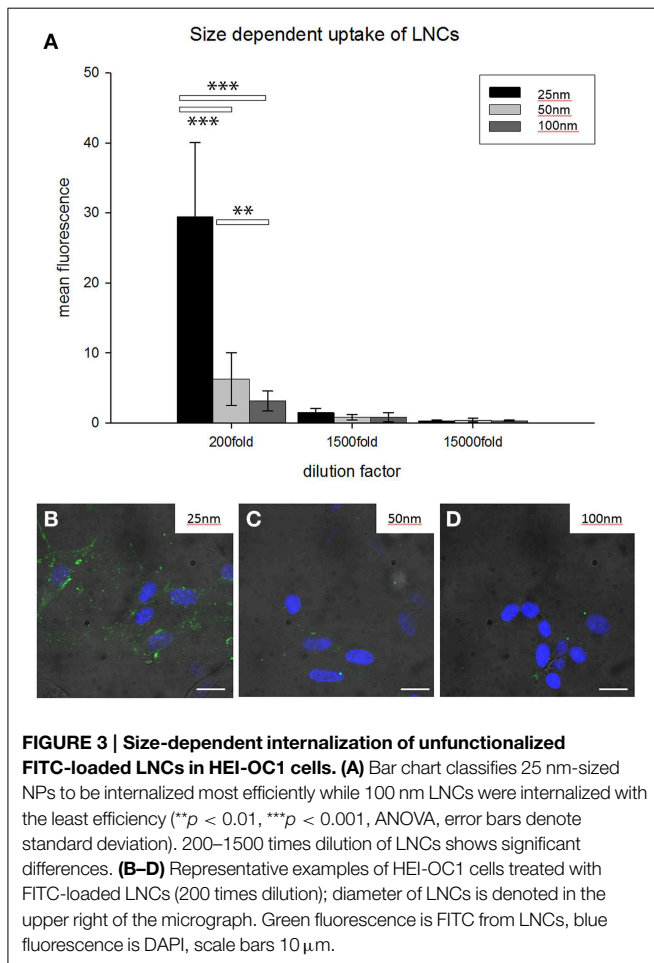 A
Size dependent uptake of LNCs
50
40
30
20
10
0
mean fluorescence
25nm
50nm
100nm
***
***
**
200fold
1500fold
15000fold
dilution factor
B
25nm
C
50nm
D
100nm
FIGURE 3 | Size-dependent internalization of unfunctionalized
FITC-loaded LNCs in HEI-OC1 cells. (A) Bar chart classifies 25 nm-sized
NPs to be internalized most efficiently while 100 nm LNCs were internalized with
the least efficiency (**p < 0.01, ***p < 0.001, ANOVA, error bars denote
standard deviation). 200–1500 times dilution of LNCs shows significant
differences. (B–D) Representative examples of HEI-OC1 cells treated with
FITC-loaded LNCs (200 times dilution); diameter of LNCs is denoted in the
upper right of the micrograph. Green fluorescence is FITC from LNCs, blue
fluorescence is DAPI, scale bars 10 μm.